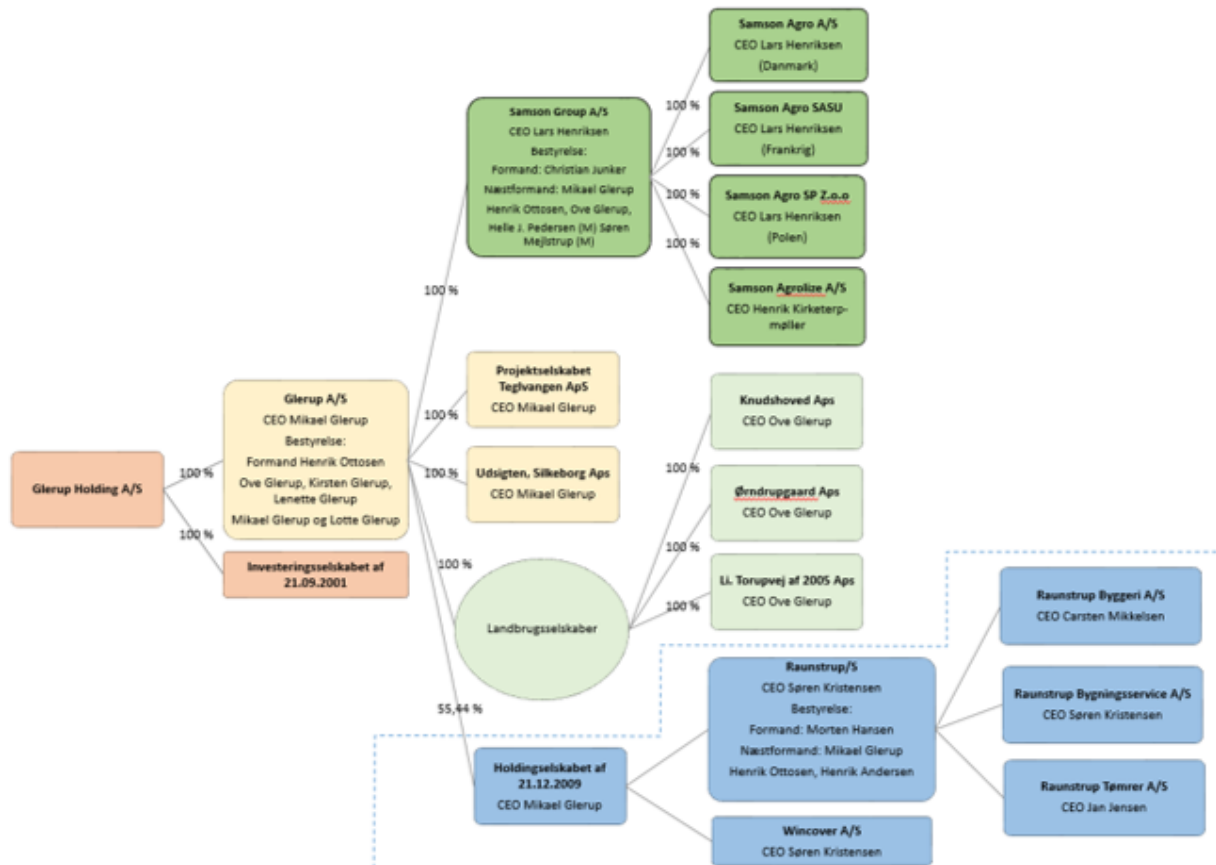 Glerup Holding A/S
100 %
100 %
Glerup A/S
CEO Mikael Glerup
Bestyrelse:
Formand Henrik Ottosen
Ove Glerup, Kirsten Glerup,
Lenette Glerup
Mikael Glerup og Lotte Glerup
Investeringsselskabet af
21.09.2001
100 %
100 %
100 %
100 %
55,44 %
Samson Group A/S
CEO Lars Henriksen
Bestyrelse:
Formand: Christian Junker
Næstformand: Mikael Glerup
Henrik Ottosen, Ove Glerup,
Helle J. Pedersen (M) Søren
Mejlstrup (M)
100 %
100 %
100 %
100 %
Samson Agro A/S
CEO Lars Henriksen
(Danmark)
Samson Agro SASU
CEO Lars Henriksen
(Frankrig)
Samson Agro SP Z.o.o
CEO Lars Henriksen
(Polen)
Samson Agrolize A/S
CEO Henrik Kirketerp-
møller
Projektselskabet
Teglvangen ApS
CEO Mikael Glerup
Udsigten, Silkeborg Aps
CEO Mikael Glerup
Landbrugsselskaber
100 %
100 %
100 %
Knudshoved Aps
CEO Ove Glerup
Ørndrupgaard Aps
CEO Ove Glerup
Li. Torupvej af 2005 Aps
CEO Ove Glerup
Holdingselskabet af
21.12.2009
CEO Mikael Glerup
Raunstrup/S
CEO Søren Kristensen
Bestyrelse:
Formand: Morten Hansen
Næstformand: Mikael Glerup
Henrik Ottosen, Henrik Andersen
Wincover A/S
CEO Søren Kristensen
Raunstrup Byggeri A/S
CEO Carsten Mikkelsen
Raunstrup Bygningsservice A/S
CEO Søren Kristensen
Raunstrup Tømrer A/S
CEO Jan Jensen